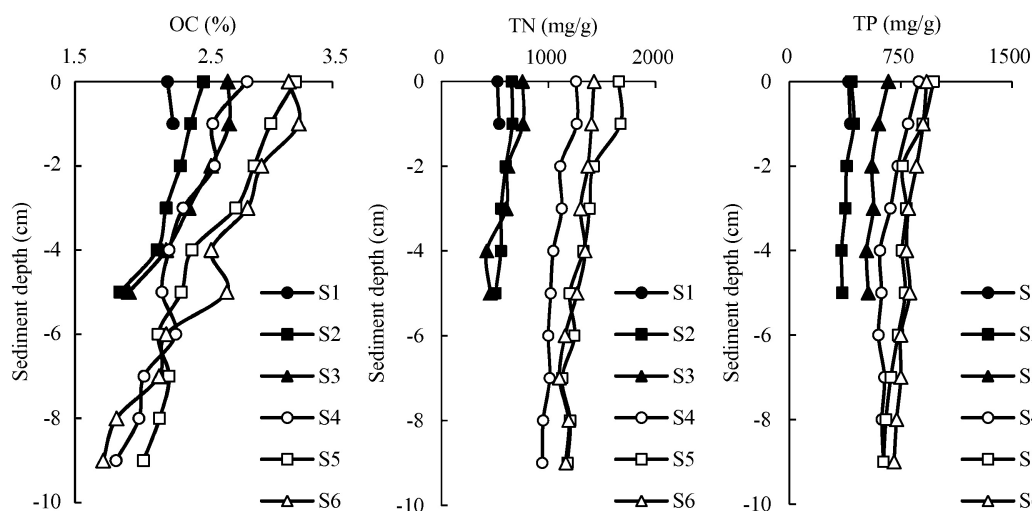 OC (%)
1.5 2.5 3.5
0
-2
-4
-6
-8
-10
Sediment depth (cm)
S1
S2
S3
S4
S5
S6
TN (mg/g)
0 1000 2000
0
-2
-4
-6
-8
-10
Sediment depth (cm)
S1
S2
S3
S4
S5
S6
TP (mg/g)
0 750 1500
0
-2
-4
-6
-8
-10
Sediment depth (cm)
S
S
S
S
S
S